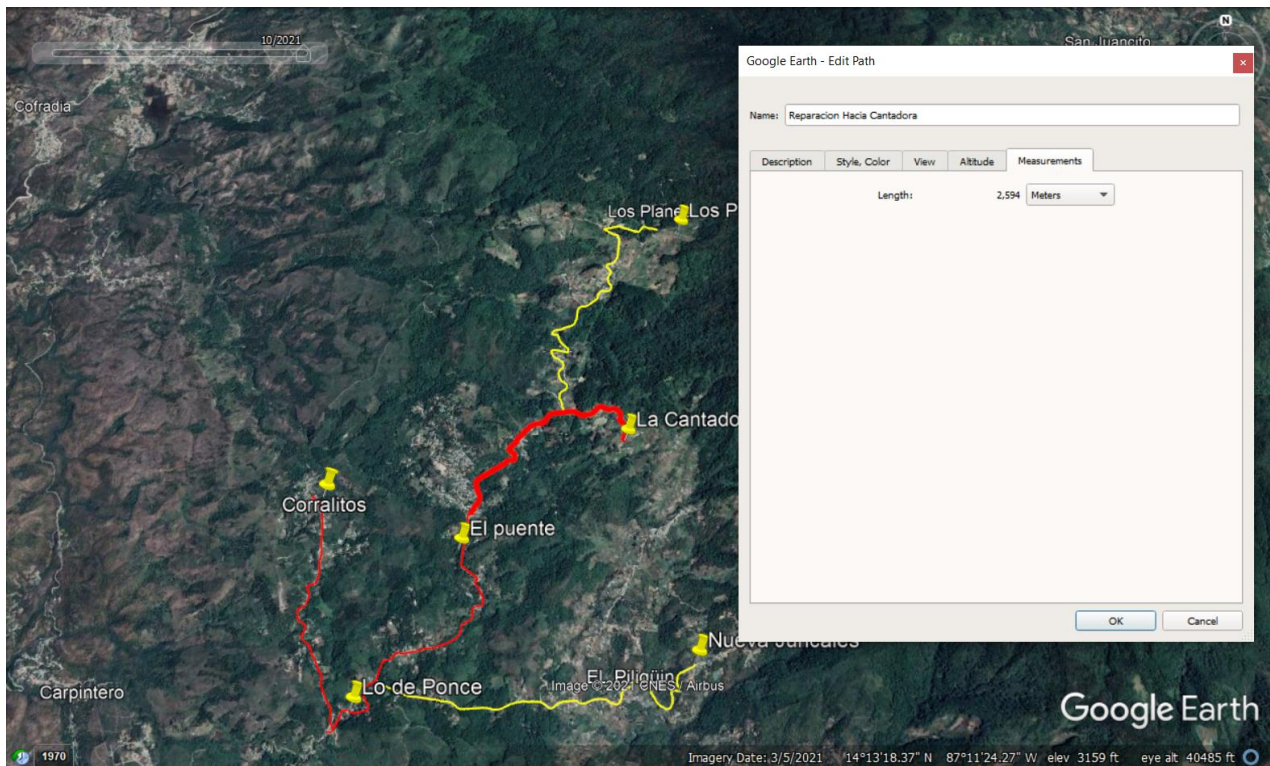 10/2021
N
San Juancito
Google Earth - Edit Path
Cofradia
Name: Reparacion Hacia Cantadora
Description Style, Color View Altitude Measurements
Length: 2,594 Meters
Los Plane Los P
La Cantado
Corralitos
El puente
Nueva Juncales
OK Cancel
El Piligüin
Lo de Ponce
Image © 2021 CNES / Airbus
Carpintero
Google Earth
1970
Imagery Date: 3/5/2021 14°13'18.37" N 87°11'24.27" W elev 3159 ft eye alt 40485 ft